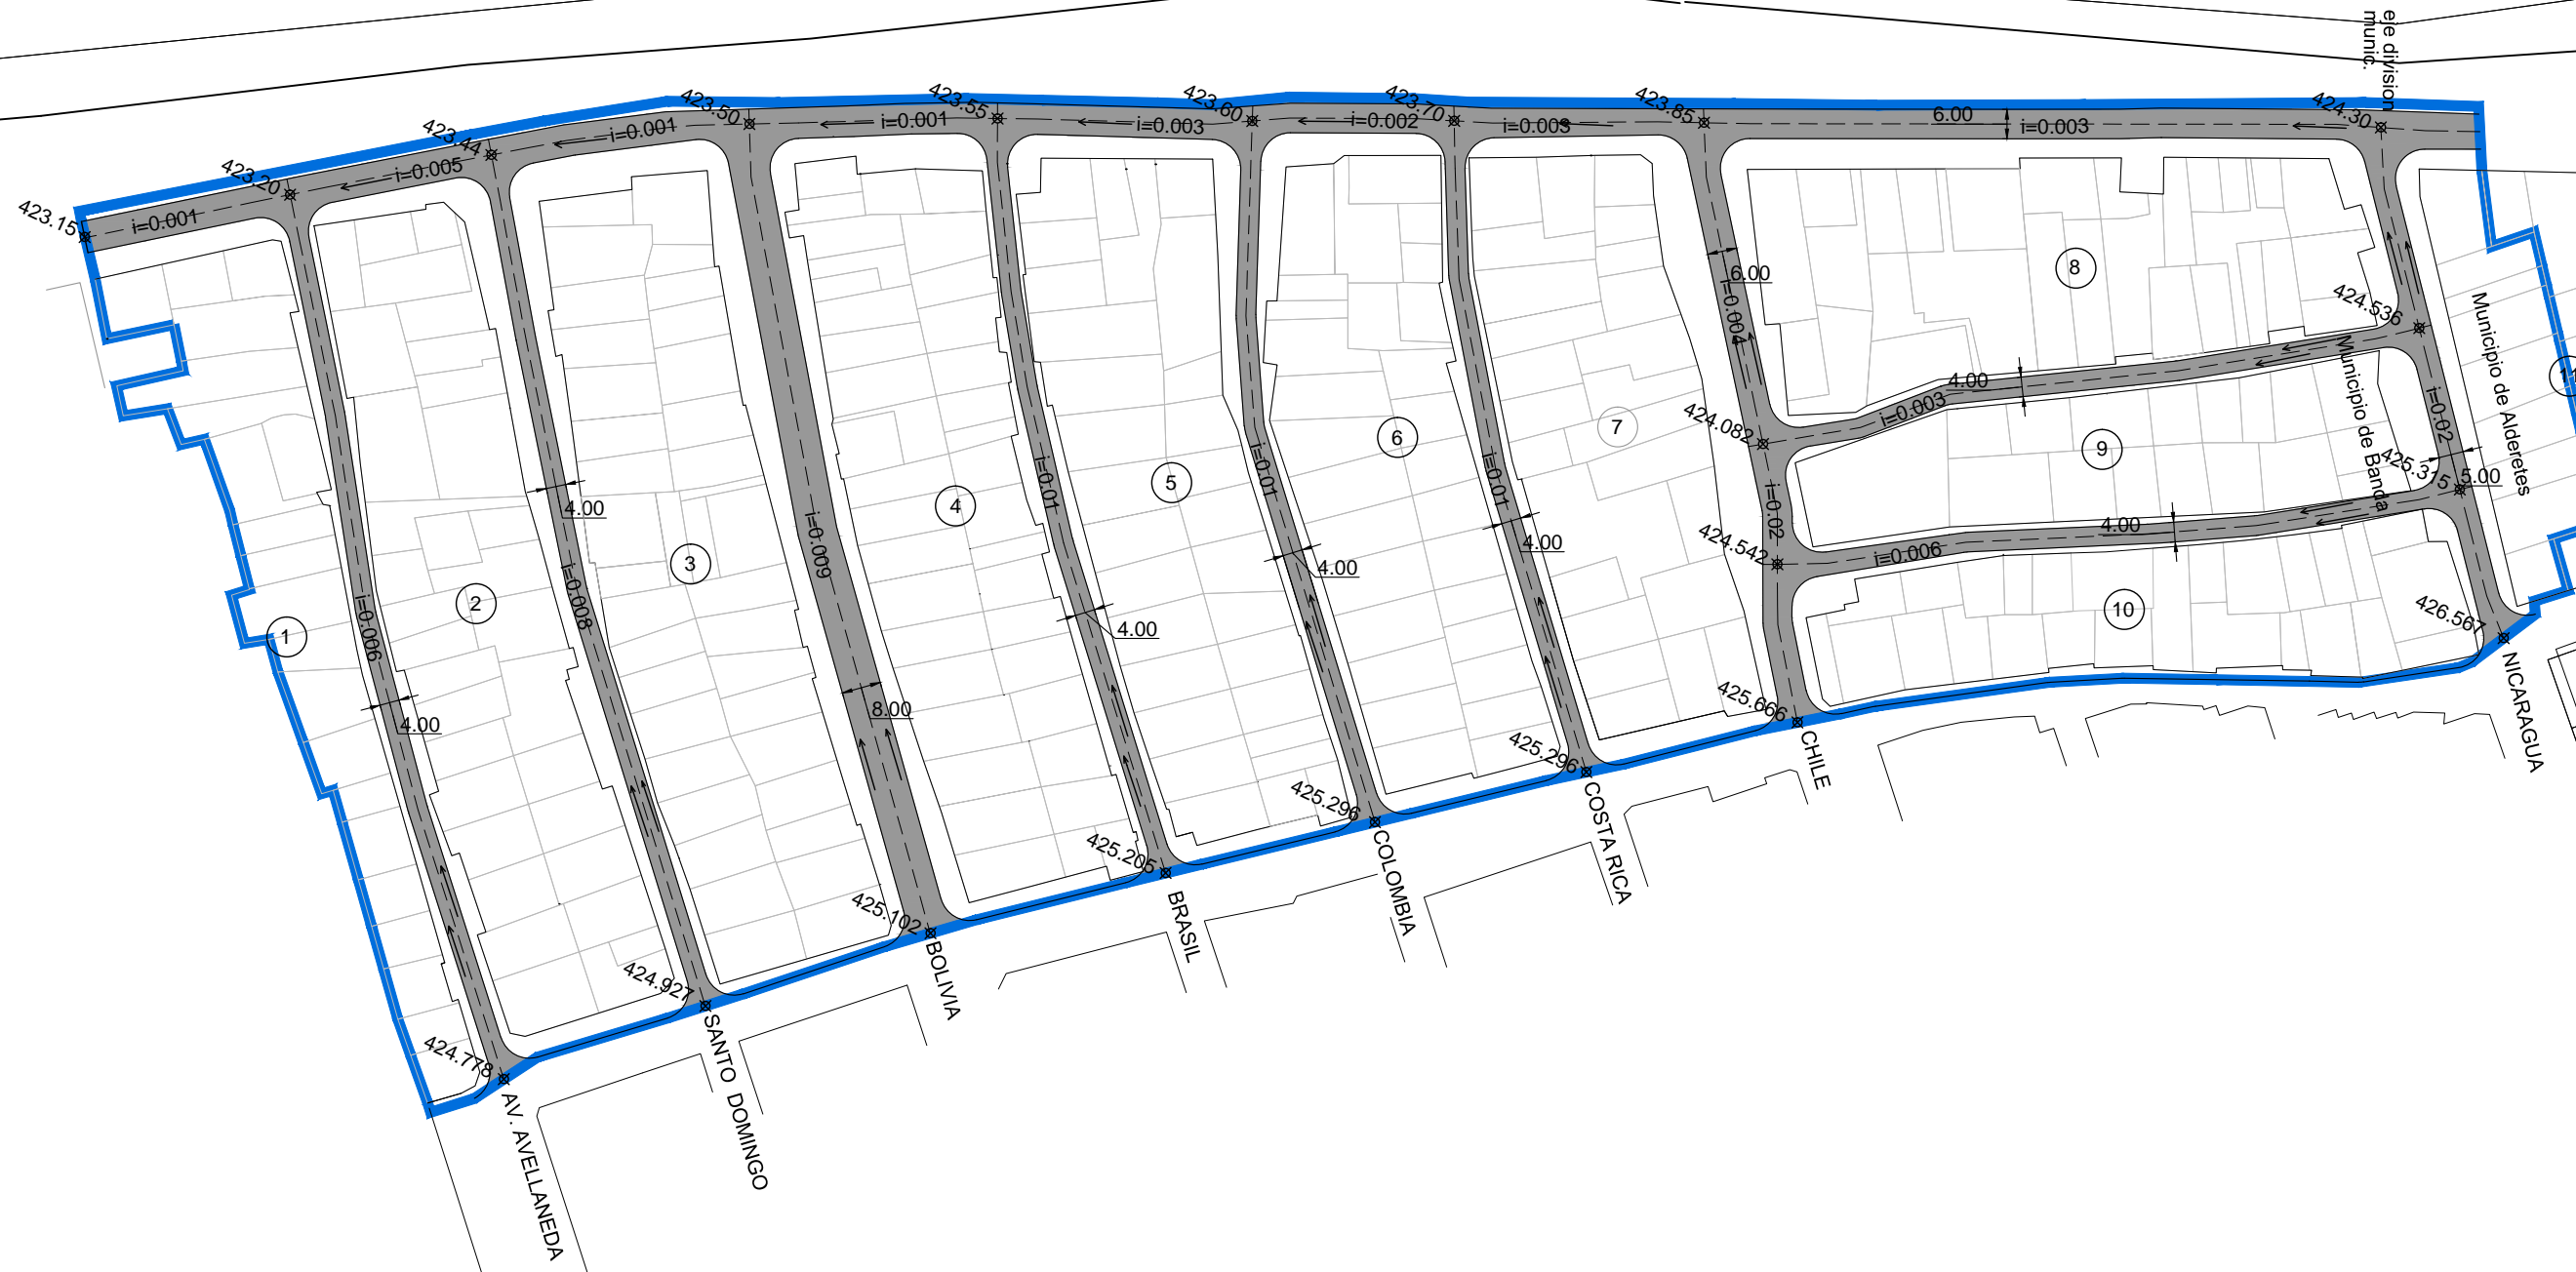 eje division
munic.
423.15
423.20
423.44
423.50
423.55
423.60
423.70
423.85
424.30
i=0.001
i=0.005
i=0.001
i=0.001
i=0.003
i=0.002
i=0.003
6.00
i=0.003
6.00
i=0.004
8
424.536
Municipio de Alderetes
Municipio de Banda
4.00
i=0.003
424.082
i=0.02
7
6
5
4
9
i=0.02
425.315
5.00
i=0.01
i=0.01
i=0.01
i=0.009
4.00
4.00
4.00
4.00
4.00
i=0.02
424.542
i=0.006
3
2
1
10
i=0.008
i=0.006
426.567
4.00
8.00
4.00
425.666
425.296
425.296
425.205
425.102
424.927
424.778
NICARAGUA
CHILE
COSTA RICA
COLOMBIA
BRASIL
BOLIVIA
SANTO DOMINGO
AV. AVELLANEDA